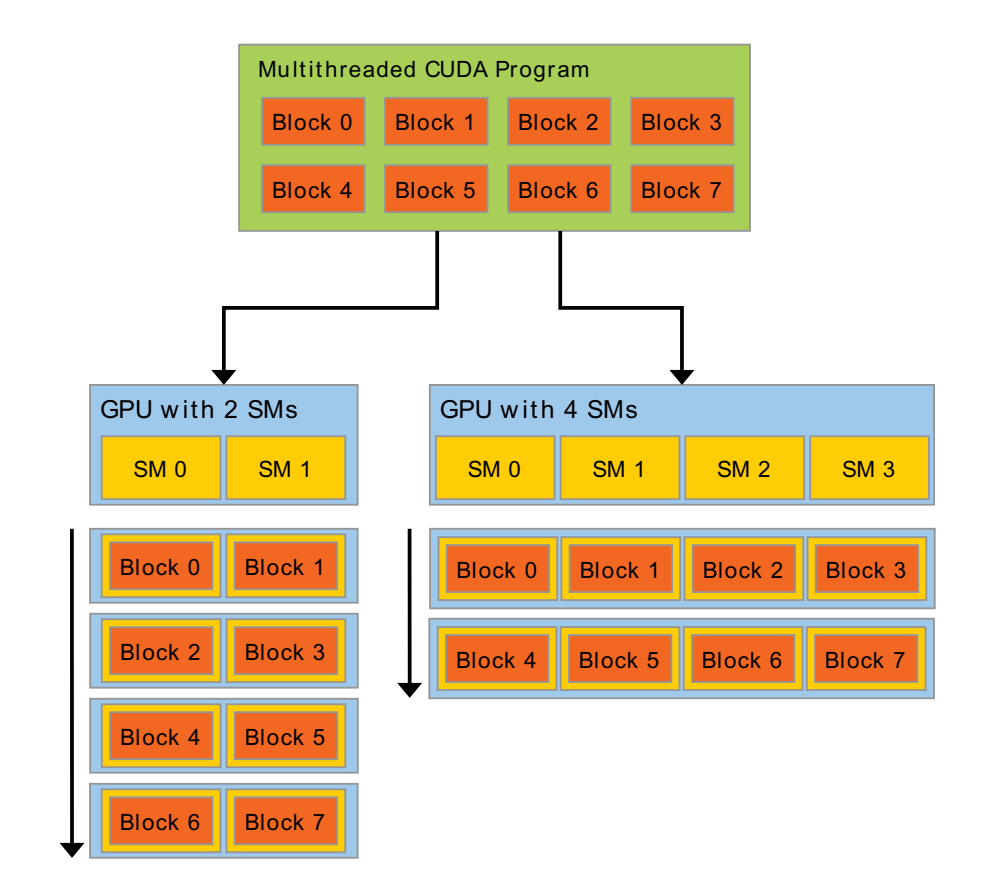 Multithreaded CUDA Program
Block 0 Block 1 Block 2 Block 3
Block 4 Block 5 Block 6 Block 7
GPU with 2 SMs
SM 0 SM 1
Block 0 Block 1
Block 2 Block 3
Block 4 Block 5
Block 6 Block 7
GPU with 4 SMs
SM 0 SM 1 SM 2 SM 3
Block 0 Block 1 Block 2 Block 3
Block 4 Block 5 Block 6 Block 7